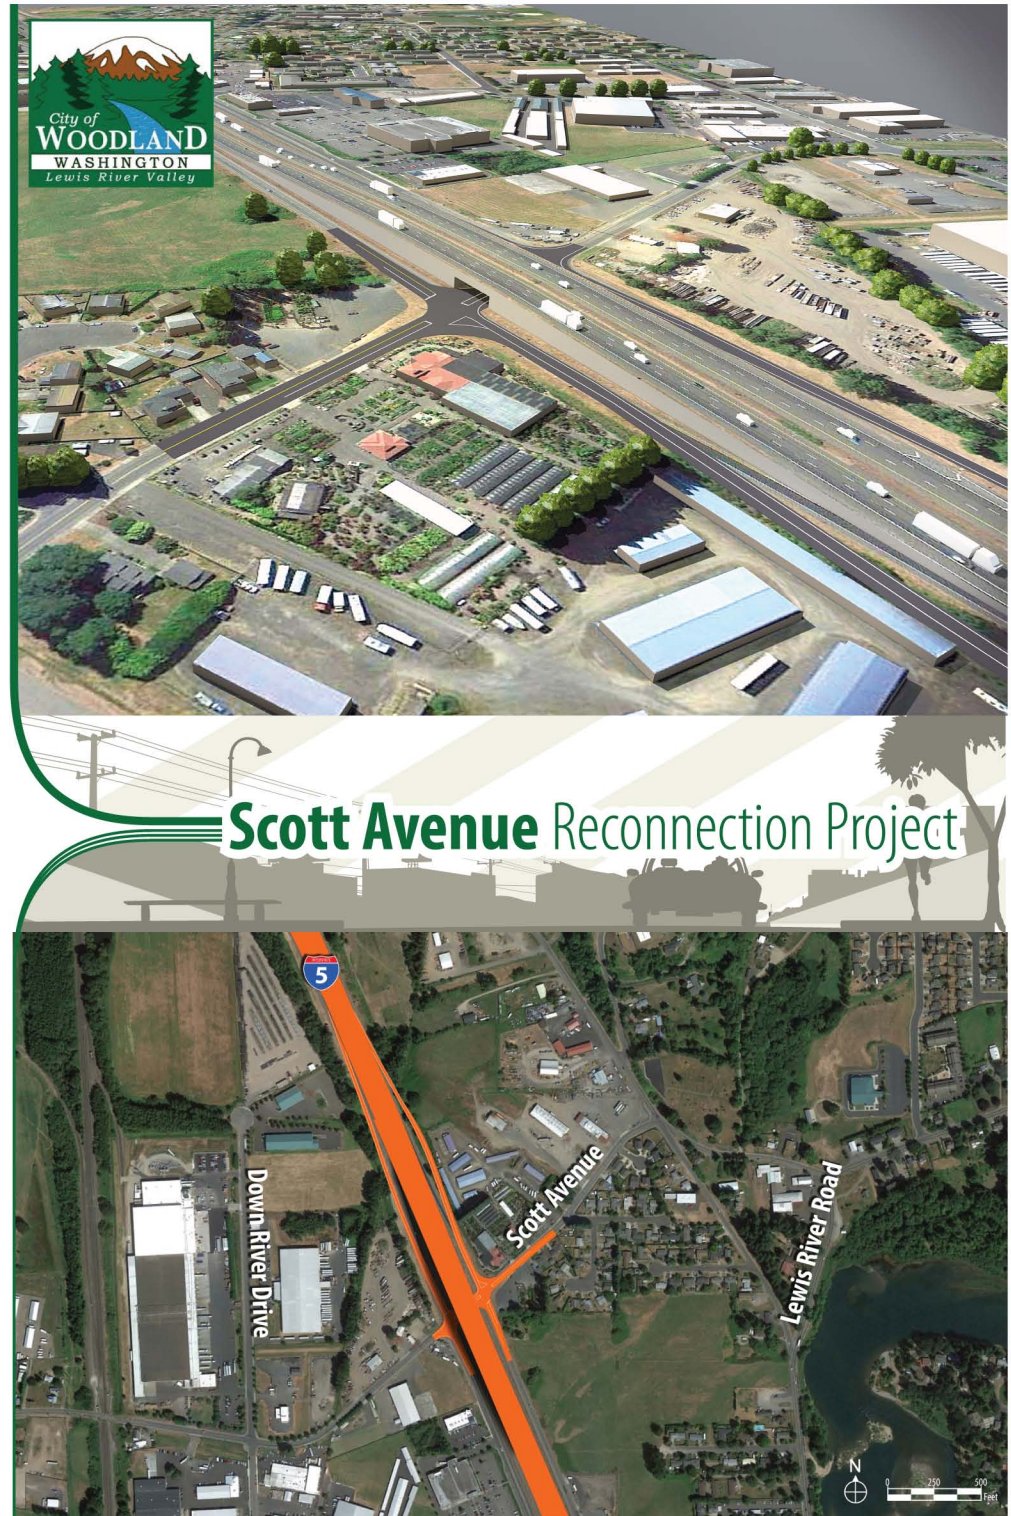 City of
WOODLAND
WASHINGTON
Lewis River Valley
Scott Avenue Reconnection Project
5
Down River Drive
Scott Avenue
Lewis River Road
N
0 250 500
Feet